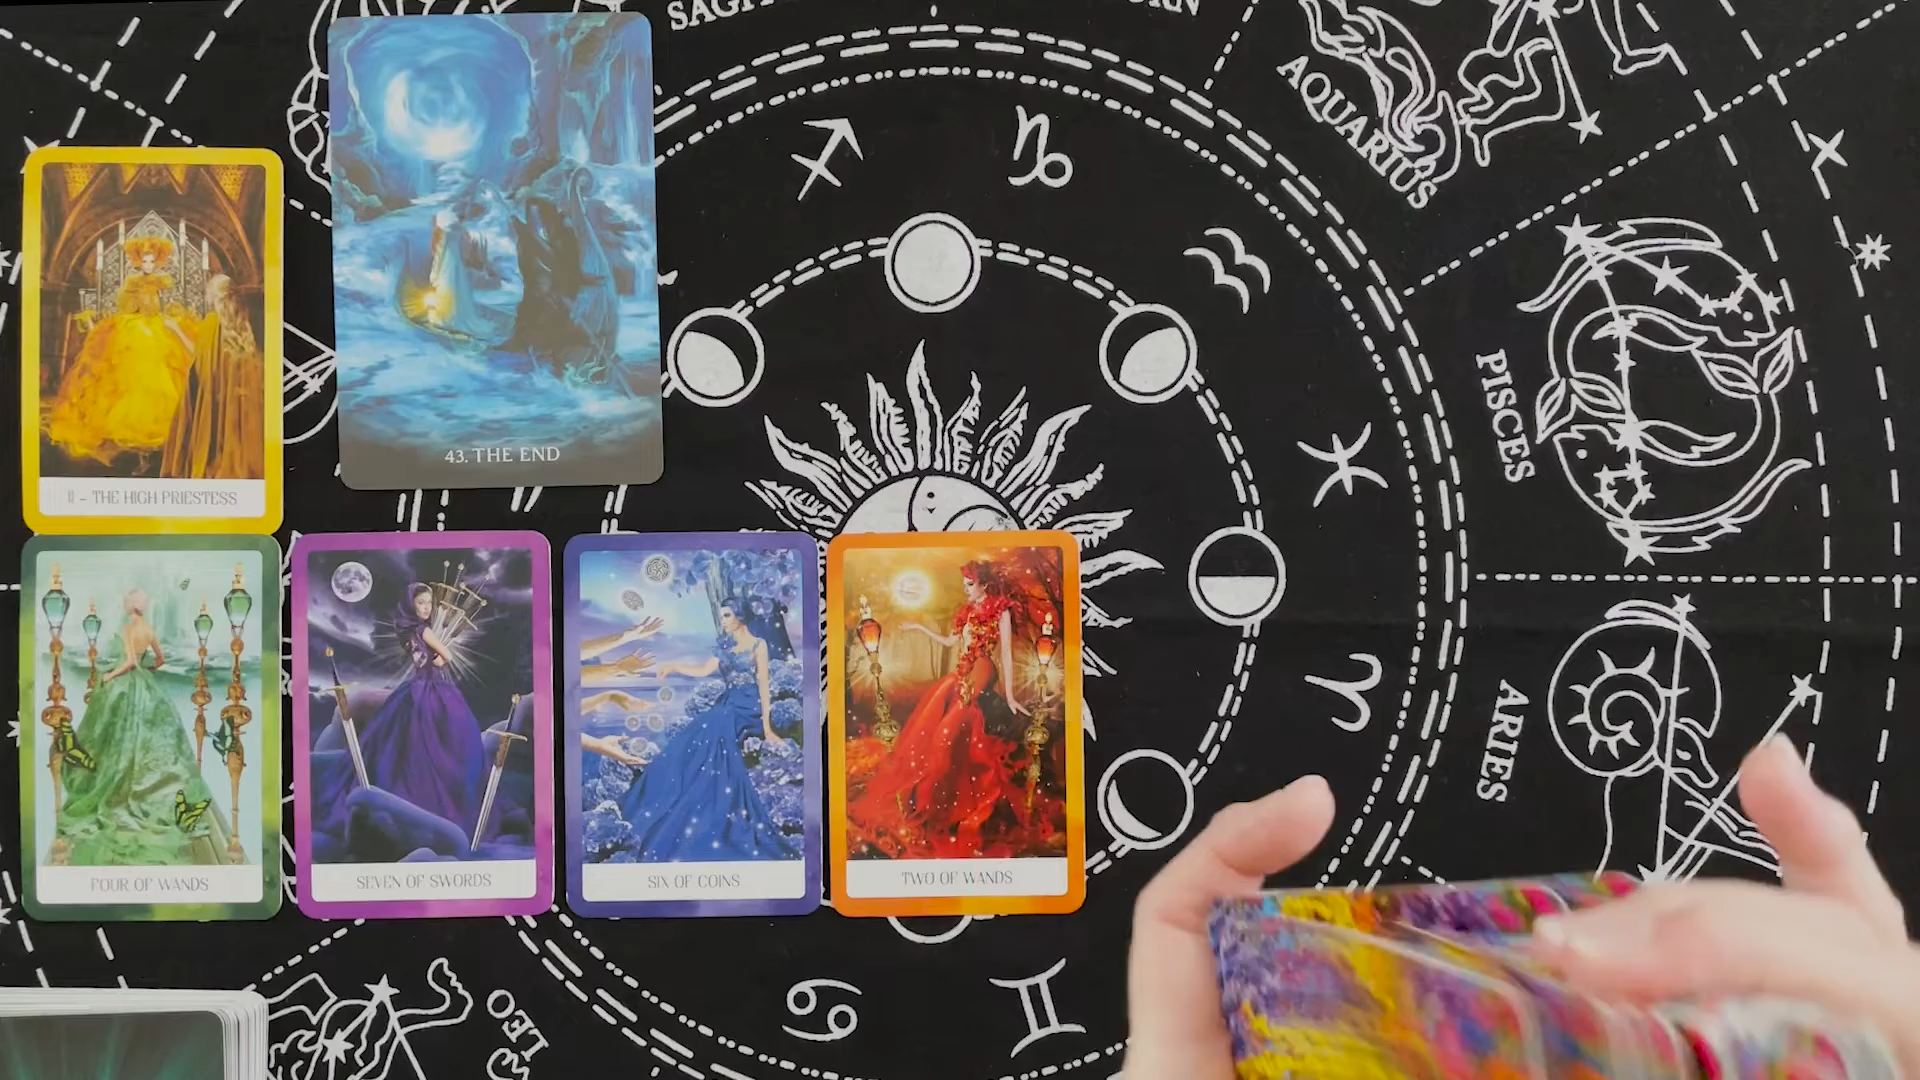 43. THE END
II – THE HIGH PRIESTESS
FOUR OF WANDS
SEVEN OF SWORDS
SIX OF COINS
TWO OF WANDS
AQUARIUS
PISCES
ARIES
LEO